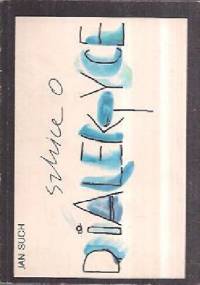 JAN SUCH
szkice o
DIALEKTYCE